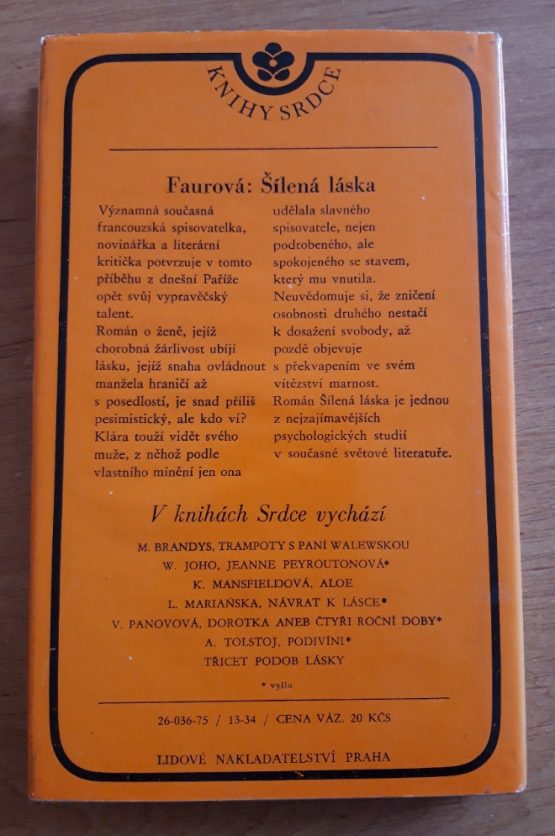 KNIHY SRDCE
Faurová: Šílená láska
Významná současná
francouzská spisovatelka,
novinářka a literární
kritička potvrzuje v tomto
příběhu z dnešní Paříže
opět svůj vypravěčský
talent.
Román o ženě, jejíž
chorobná žárlivost ubíjí
lásku, jejíž snaha ovládnout
manžela hraničí až
s posedlostí, je snad příliš
pesimistický, ale kdo ví?
Klára touží vidět svého
muže, z něhož podle
vlastního mínění jen ona
udělala slavného
spisovatele, nejen
podrobeného, ale
spokojeného se stavem,
který mu vnutila.
Neuvědomuje si, že zničení
osobnosti druhého nestačí
k dosažení svobody, až
pozdě objevuje
s překvapením ve svém
vítězství marnost.
Román Šílená láska je jednou
z nejzajímavějších
psychologických studií
v současné světové literatuře.
V knihách Srdce vychází
M. BRANDYS, TRAMPOTY S PANÍ WALEWSKOU
W. JOHO, JEANNE PEYROUTONOVÁ*
K. MANSFIELDOVÁ, ALOE
L. MARIAŃSKA, NÁVRAT K LÁSCE*
V. PANOVOVÁ, DOROTKA ANEB ČTYŘI ROČNÍ DOBY*
A. TOLSTOJ, PODIVÍNI*
TŘICET PODOB LÁSKY
* vyšlo
26-036-75 / 13-34 / CENA VÁZ. 20 KČS
LIDOVÉ NAKLADATELSTVÍ PRAHA